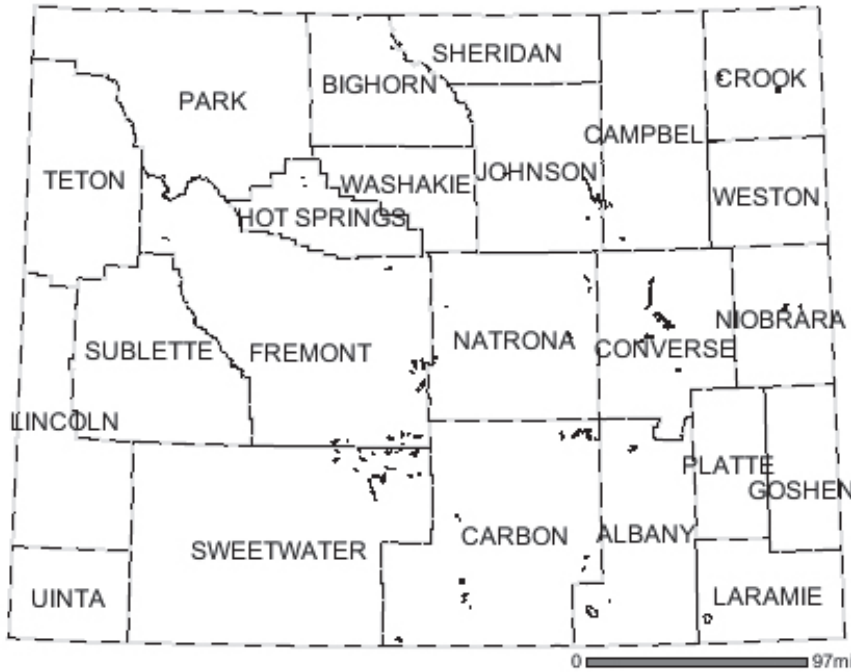 SHERIDAN
CROOK
BIGHORN
PARK
CAMPBEL
JOHNSON
TETON
WASHAKIE
WESTON
HOT SPRINGS
NIOBRARA
NATRONA
CONVERSE
SUBLETTE
FREMONT
LINCOLN
PLATTE
GOSHEN
CARBON
ALBANY
SWEETWATER
UINTA
LARAMIE
0 97mi